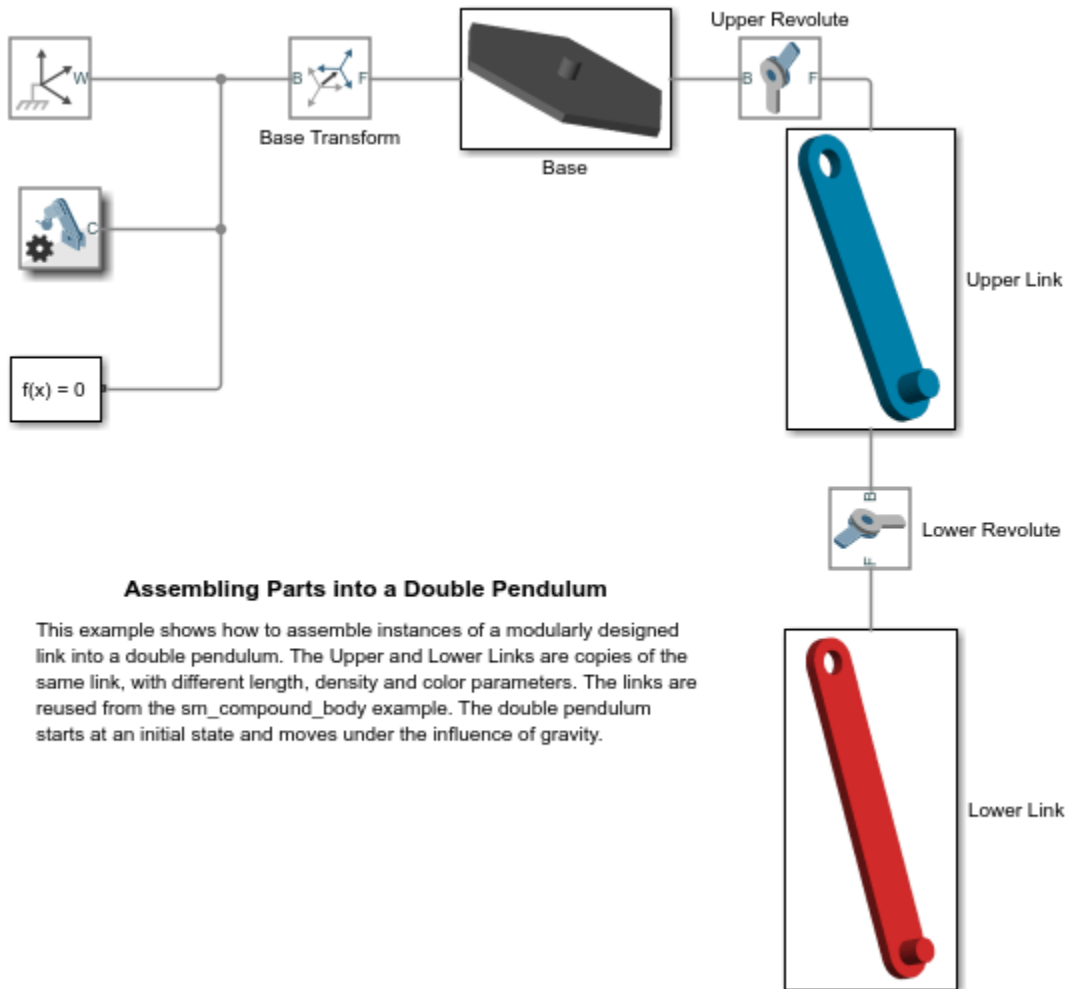 Upper Revolute
W
B
F
B
F
Base Transform
Base
C
Upper Link
f(x) = 0
B
Lower Revolute
F
Assembling Parts into a Double Pendulum
This example shows how to assemble instances of a modularly designed
link into a double pendulum. The Upper and Lower Links are copies of the
same link, with different length, density and color parameters. The links are
reused from the sm_compound_body example. The double pendulum
starts at an initial state and moves under the influence of gravity.
Lower Link